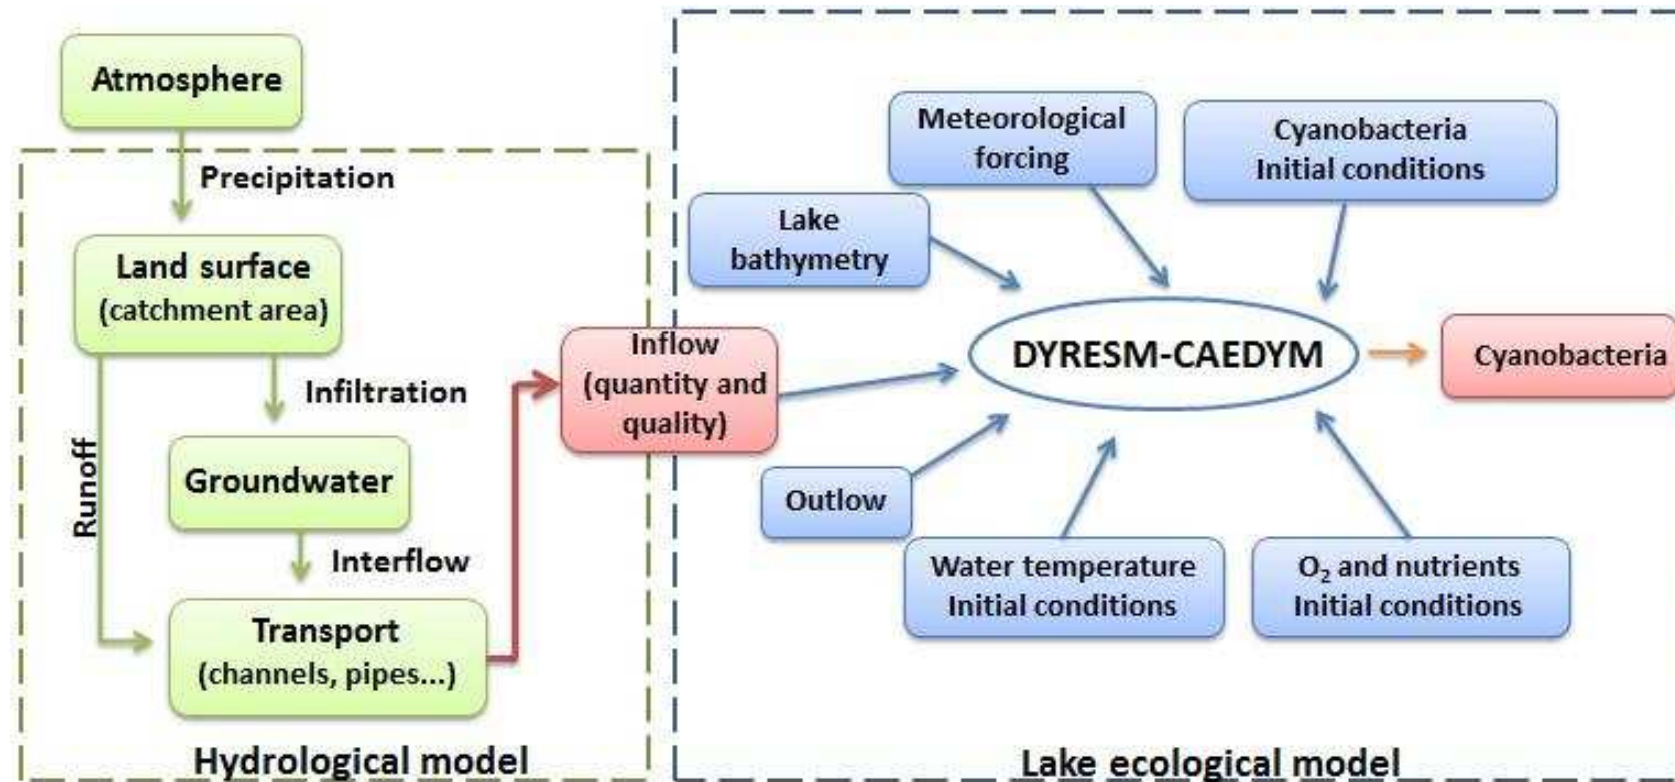 Atmosphere
Precipitation
Land surface
(catchment area)
Infiltration
Runoff
Groundwater
Interflow
Transport
(channels, pipes...)
Hydrological model
Inflow
(quantity and
quality)
Meteorological
forcing
Cyanobacteria
Initial conditions
Lake
bathymetry
DYRESM-CAEDYM
Cyanobacteria
Outlow
Water temperature
Initial conditions
O₂ and nutrients
Initial conditions
Lake ecological model